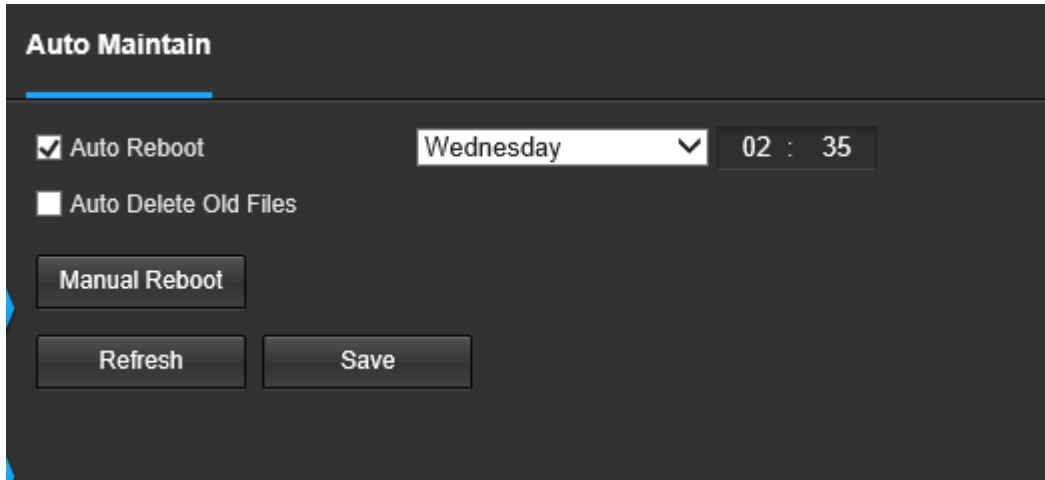 Auto Maintain
Auto Reboot Wednesday 02 : 35
Auto Delete Old Files
Manual Reboot
Refresh Save